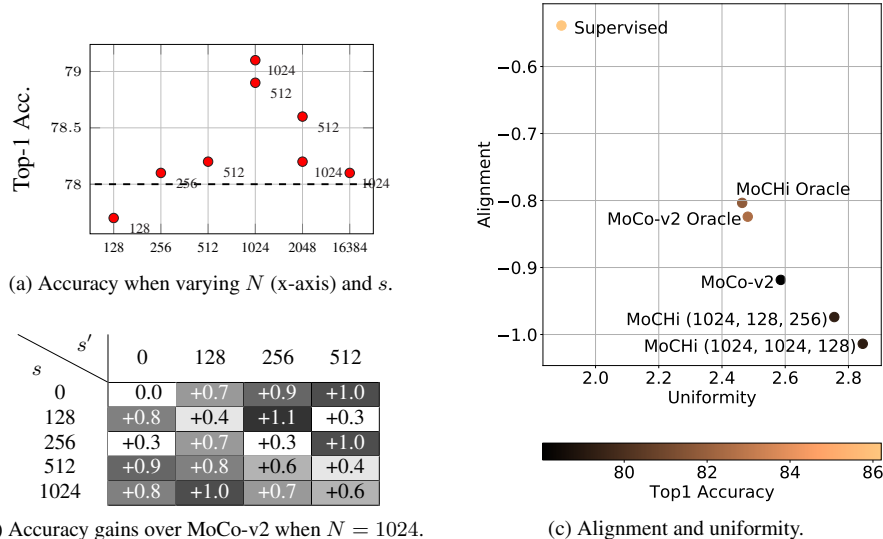 Top-1 Acc.
79
78.5
78
1024
512
512
256
512
1024
1024
128
128 256 512 1024 2048 16384
(a) Accuracy when varying N (x-axis) and s.
s′
s
0 128 256 512
0 0.0 +0.7 +0.9 +1.0
128 +0.8 +0.4 +1.1 +0.3
256 +0.3 +0.7 +0.3 +1.0
512 +0.9 +0.8 +0.6 +0.4
1024 +0.8 +1.0 +0.7 +0.6
) Accuracy gains over MoCo-v2 when N = 1024.
Alignment
Supervised
−0.6
−0.7
−0.8
−0.9
−1.0
MoCHi Oracle
MoCo-v2 Oracle
MoCo-v2
MoCHi (1024, 128, 256)
MoCHi (1024, 1024, 128)
2.0 2.2 2.4 2.6 2.8
Uniformity
80 82 84 86
Top1 Accuracy
(c) Alignment and uniformity.